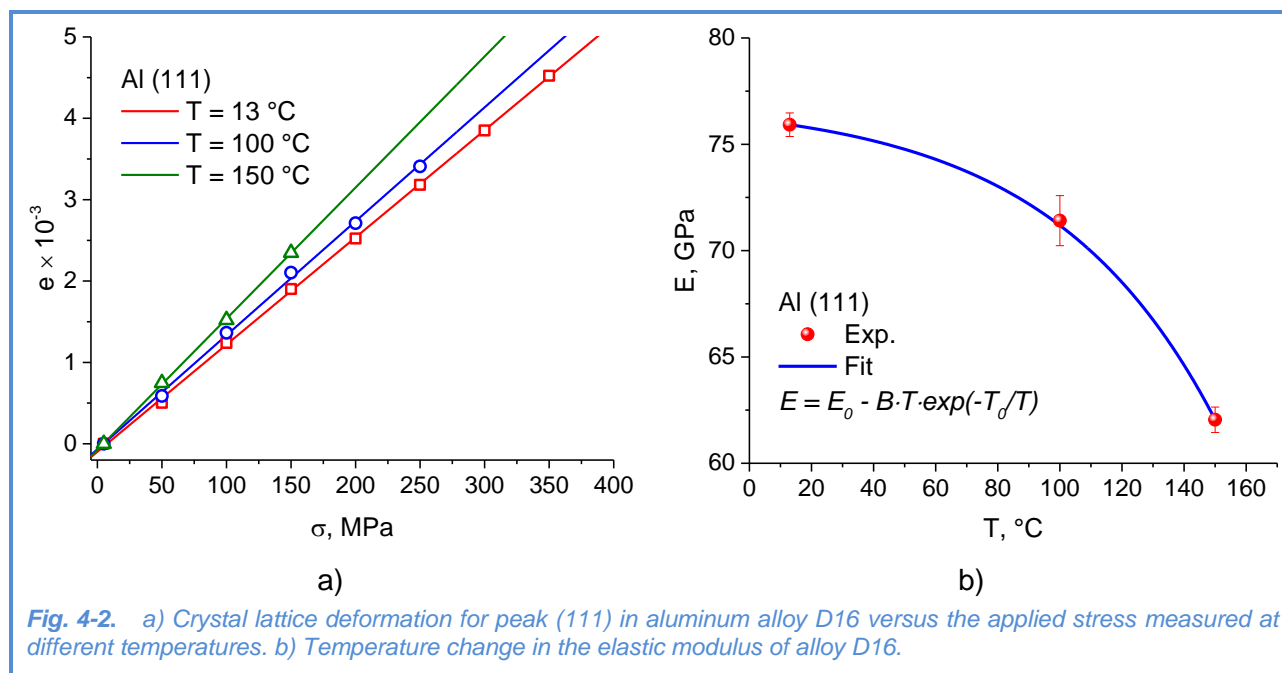 5
4
3
2
1
0
e × 10⁻³
Al (111)
T = 13 °C
T = 100 °C
T = 150 °C
0 50 100 150 200 250 300 350 400
σ, MPa
a)
80
75
70
65
60
E, GPa
Al (111)
Exp.
Fit
E = E₀ - B·T·exp(-T₀/T)
0 20 40 60 80 100 120 140 160
T, °C
b)
Fig. 4-2. a) Crystal lattice deformation for peak (111) in aluminum alloy D16 versus the applied stress measured at
different temperatures. b) Temperature change in the elastic modulus of alloy D16.